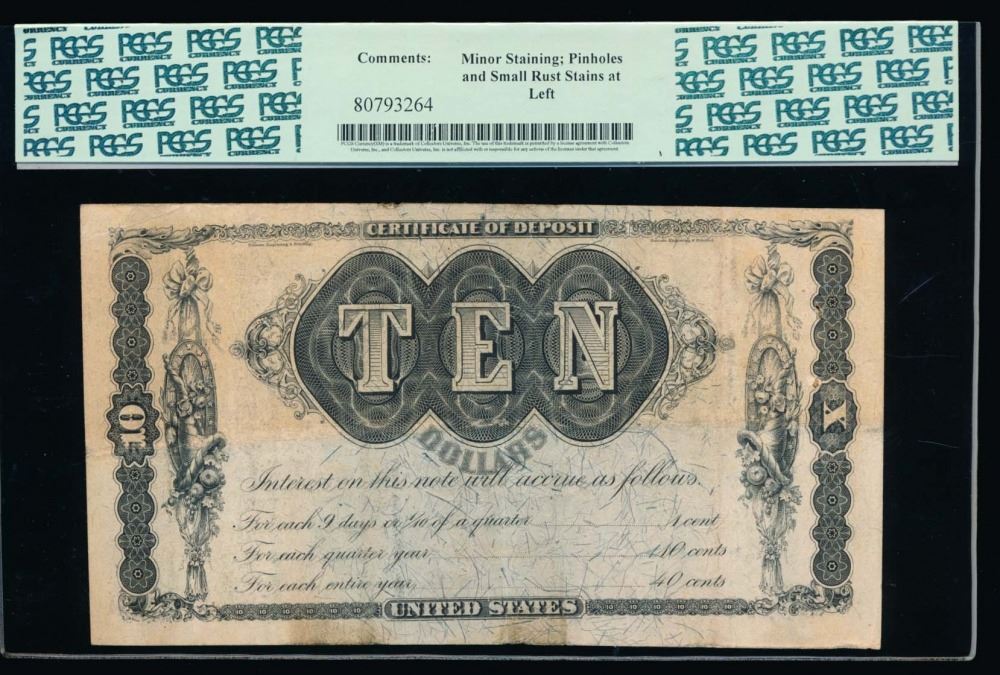 PCGS CURRENCY
Comments: Minor Staining; Pinholes
and Small Rust Stains at
Left
80793264
CERTIFICATE OF DEPOSIT
TEN
DOLLARS
10
X
Interest on this note will accrue as follows.
For each 9 days or 1/10 of a quarter 1 cent
For each quarter year 10 cents
For each entire year 40 cents
UNITED STATES